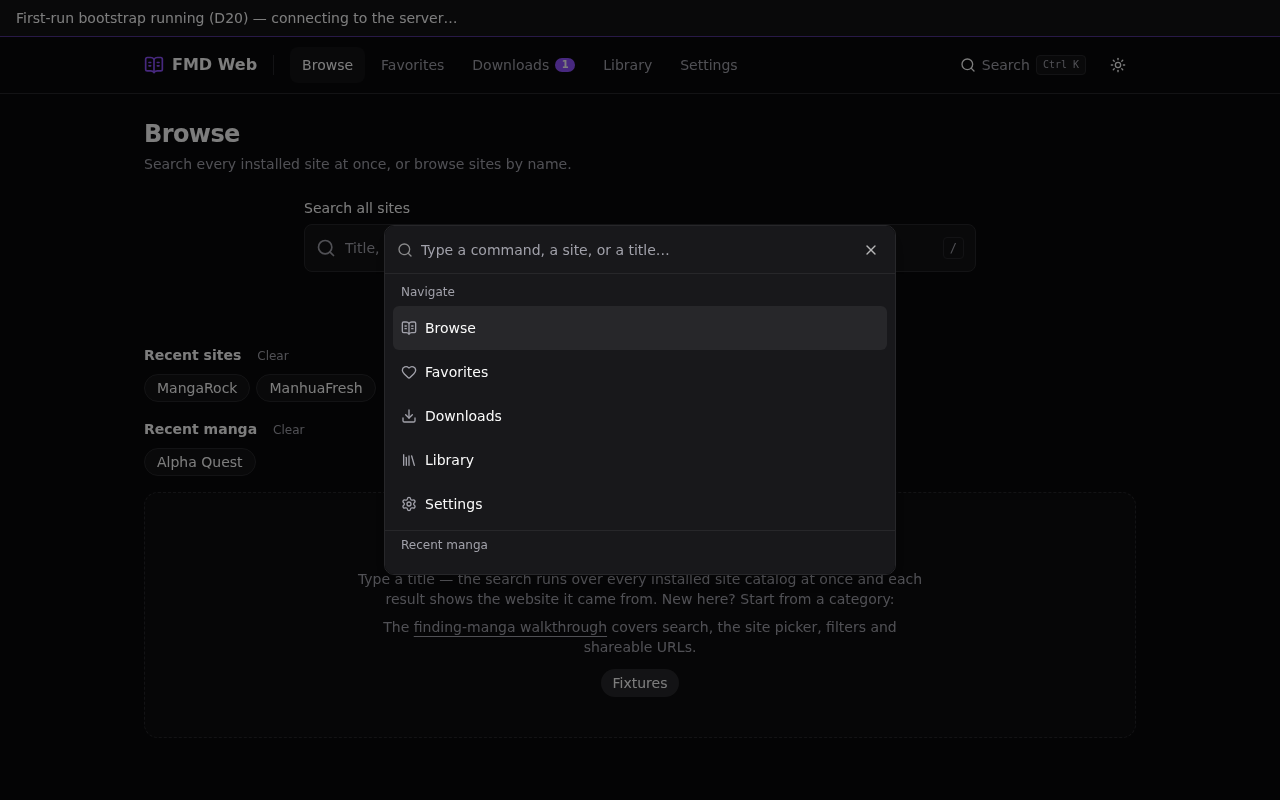 First-run bootstrap running (D20) — connecting to the server…
FMD Web
Browse
Favorites
Downloads 1
Library
Settings
Search Ctrl K
Browse
Search every installed site at once, or browse sites by name.
Search all sites
Title,
/
Type a command, a site, or a title…
Navigate
Browse
Favorites
Downloads
Library
Settings
Recent manga
Recent sites Clear
MangaRock ManhuaFresh
Recent manga Clear
Alpha Quest
Type a title — the search runs over every installed site catalog at once and each
result shows the website it came from. New here? Start from a category:
The finding-manga walkthrough covers search, the site picker, filters and
shareable URLs.
Fixtures